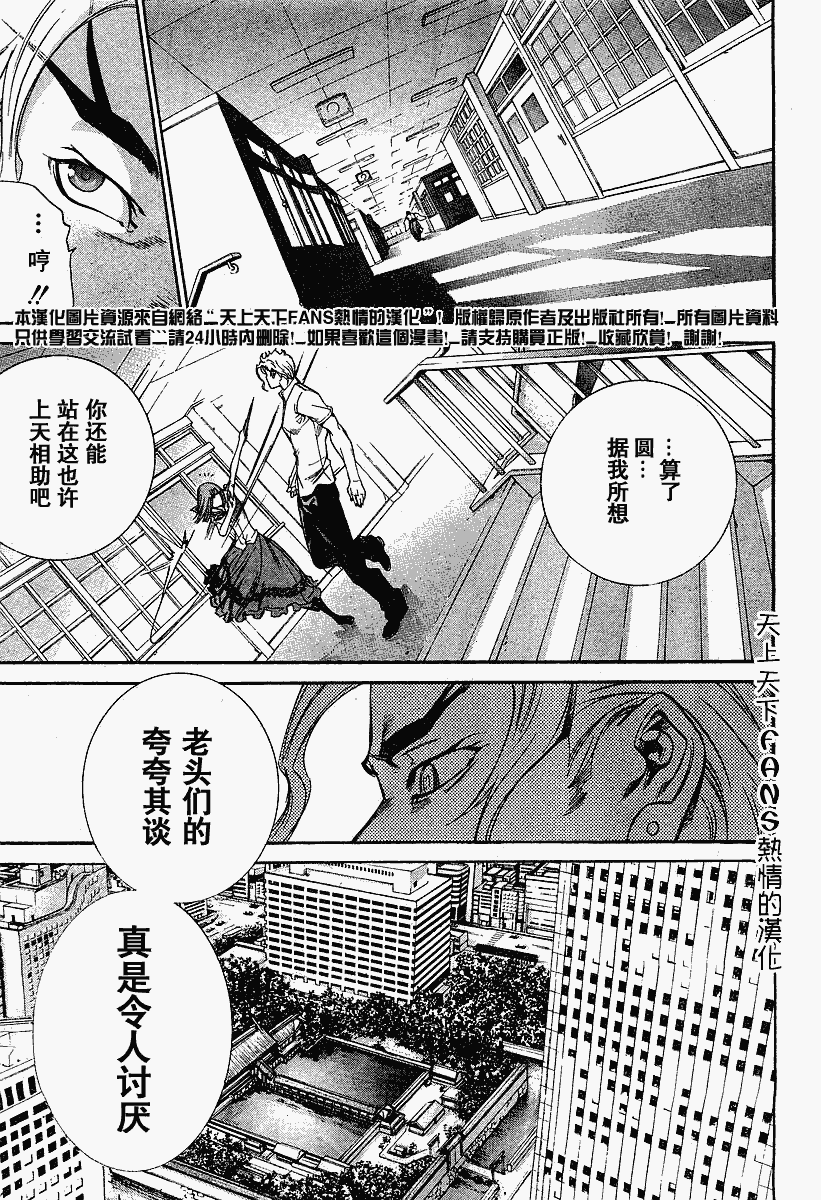 …算了
圆…
据我所想
你还能
站在这也许
上天相助吧
…哼!!
本漢化圖片資源來自網絡“天上天下FANS熱情的漢化”! 版權歸原作者及出版社所有! 所有圖片資料
只供學習交流試看 請24小時內刪除! 如果喜歡這個漫畫! 請支持購買正版! 收藏欣賞! 謝謝!
老头们的
夸夸其谈
真是令人讨厌
天上天下FANS熱情的漢化